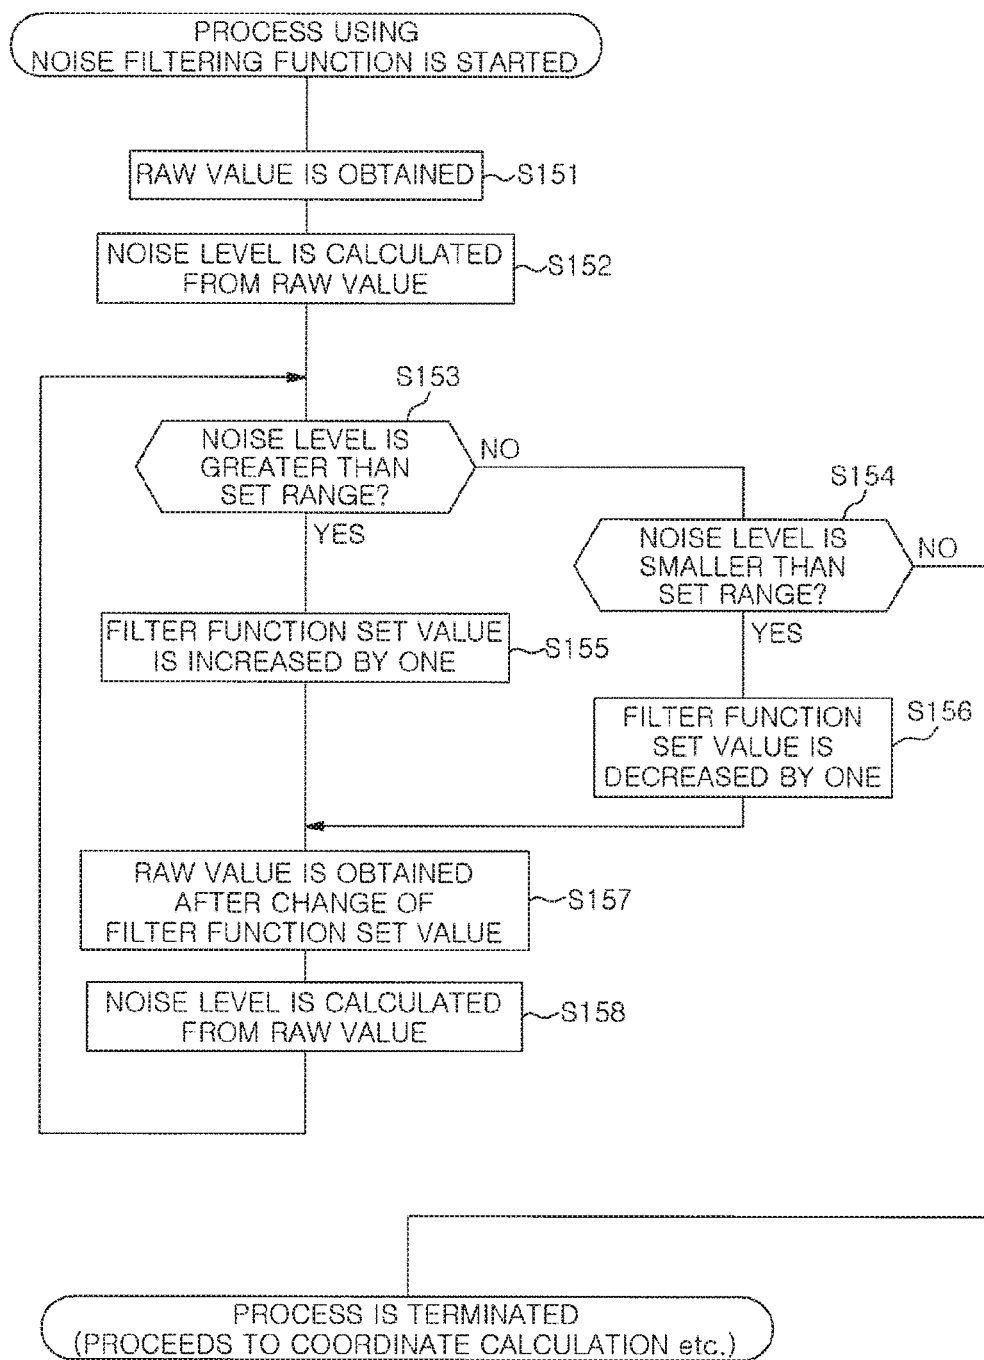 PROCESS USING
NOISE FILTERING FUNCTION IS STARTED
RAW VALUE IS OBTAINED
S151
NOISE LEVEL IS CALCULATED
FROM RAW VALUE
S152
S153
NOISE LEVEL IS
GREATER THAN
SET RANGE?
NO
YES
S154
NOISE LEVEL IS
SMALLER THAN
SET RANGE?
NO
YES
FILTER FUNCTION SET VALUE
IS INCREASED BY ONE
S155
FILTER FUNCTION
SET VALUE IS
DECREASED BY ONE
S156
RAW VALUE IS OBTAINED
AFTER CHANGE OF
FILTER FUNCTION SET VALUE
S157
NOISE LEVEL IS CALCULATED
FROM RAW VALUE
S158
PROCESS IS TERMINATED
(PROCEEDS TO COORDINATE CALCULATION etc.)